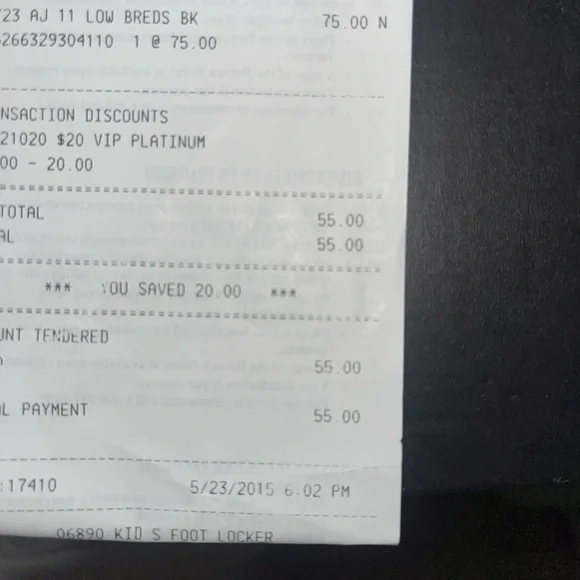 /23 AJ 11 LOW BREDS BK 75.00 N
266329304110 1 @ 75.00
NSACTION DISCOUNTS
21020 $20 VIP PLATINUM
00 - 20.00
TOTAL 55.00
AL 55.00
*** YOU SAVED 20.00 ***
UNT TENDERED
55.00
L PAYMENT 55.00
:17410 5/23/2015 6:02 PM
06890 KID S FOOT LOCKER